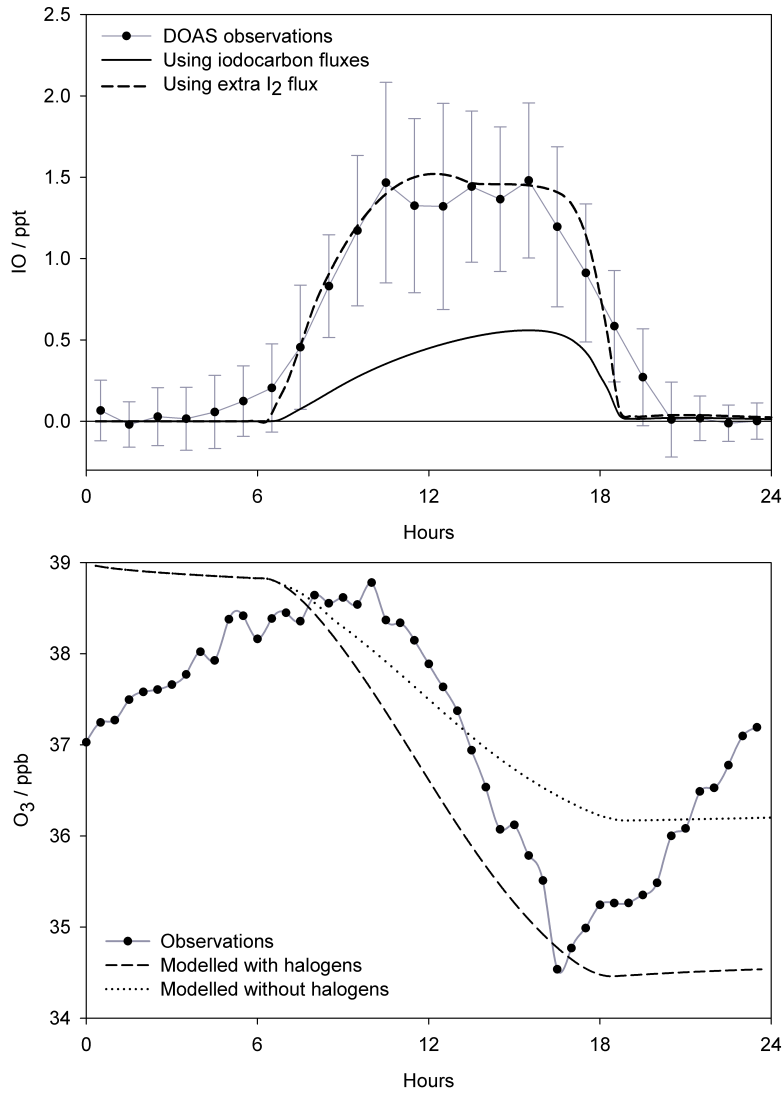 2.5
DOAS observations
Using iodocarbon fluxes
Using extra I2 flux
2.0
1.5
1.0
0.5
0.0
IO / ppt
0 6 12 18 24
Hours
39
38
37
36
35
34
O3 / ppb
Observations
Modelled with halogens
Modelled without halogens
0 6 12 18 24
Hours